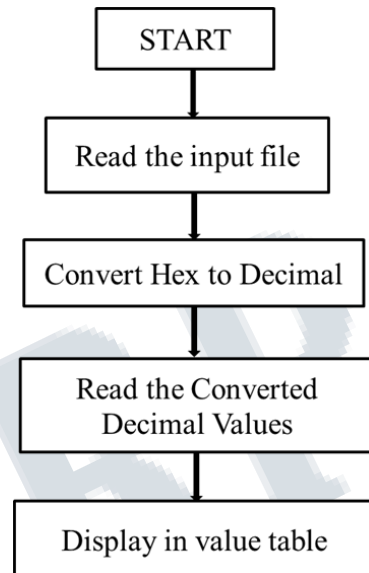 START
Read the input file
Convert Hex to Decimal
Read the Converted
Decimal Values
Display in value table